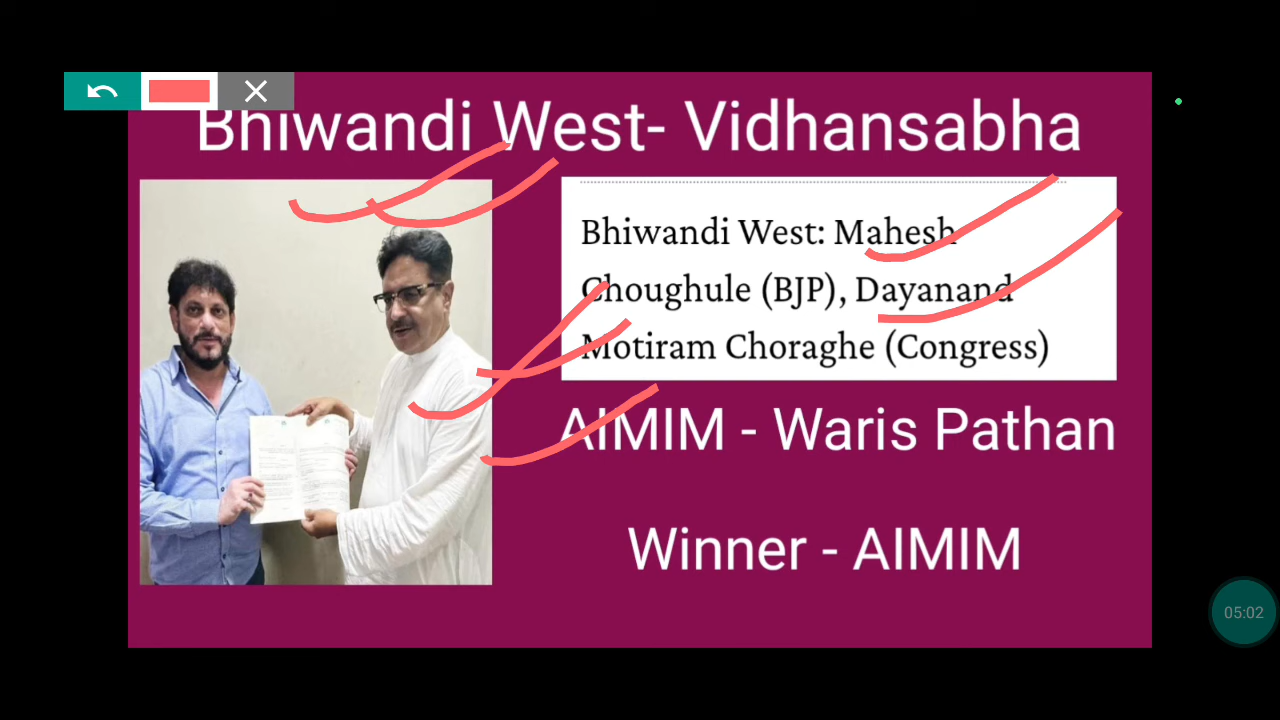 Bhiwandi West- Vidhansabha
Bhiwandi West: Mahesh
Choughule (BJP), Dayanand
Motiram Choraghe (Congress)
AIMIM - Waris Pathan
Winner - AIMIM
05:02